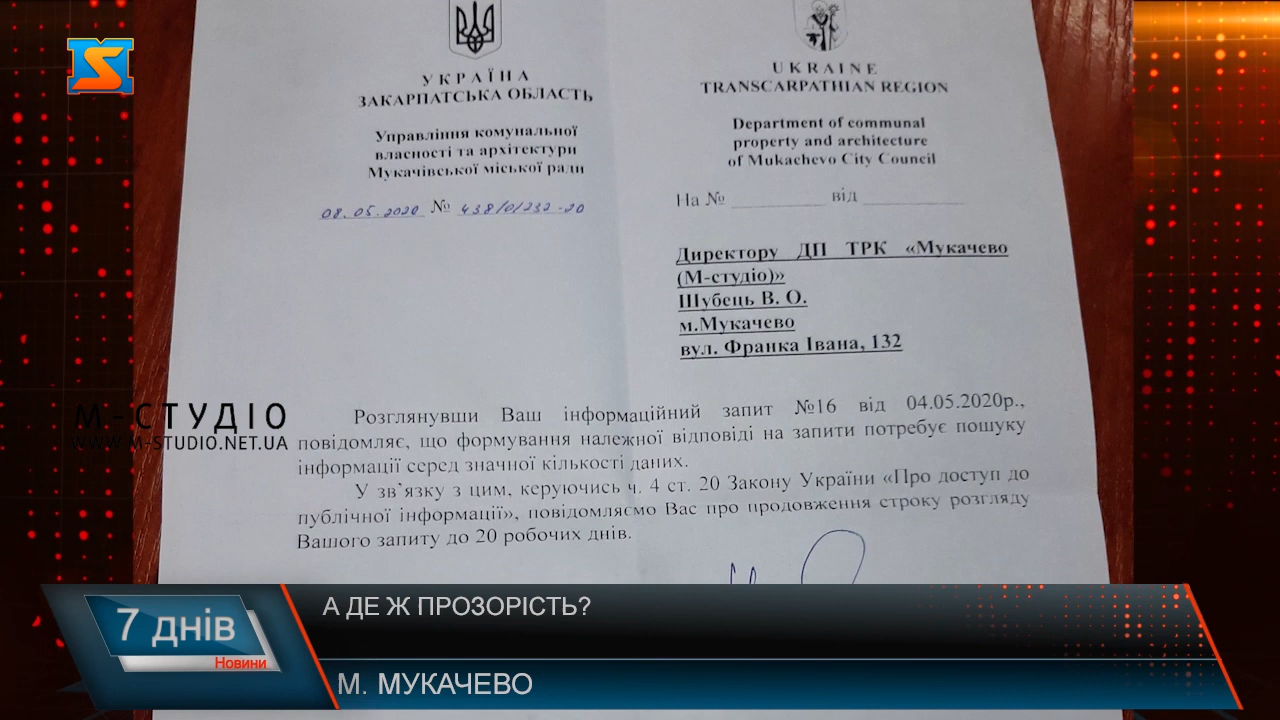 УКРАЇНА
ЗАКАРПАТСЬКА ОБЛАСТЬ
Управління комунальної
власності та архітектури
Мукачівської міської ради
08.05.2020 № 438/0/232-20
UKRAINE
TRANSCARPATHIAN REGION
Department of communal
property and architecture
of Mukachevo City Council
На № __________ від __________
Директору ДП ТРК «Мукачево
(М-студіо)»
Шубець В. О.
м.Мукачево
вул. Франка Івана, 132
Розглянувши Ваш інформаційний запит №16 від 04.05.2020р.,
повідомляє, що формування належної відповіді на запити потребує пошуку
інформації серед значної кількості даних.
У зв`язку з цим, керуючись ч. 4 ст. 20 Закону України «Про доступ до
публічної інформації», повідомляємо Вас про продовження строку розгляду
Вашого запиту до 20 робочих днів.
М-СТУДІО
WWW.M-STUDIO.NET.UA
7 днів
Новини
А ДЕ Ж ПРОЗОРІСТЬ?
М. МУКАЧЕВО